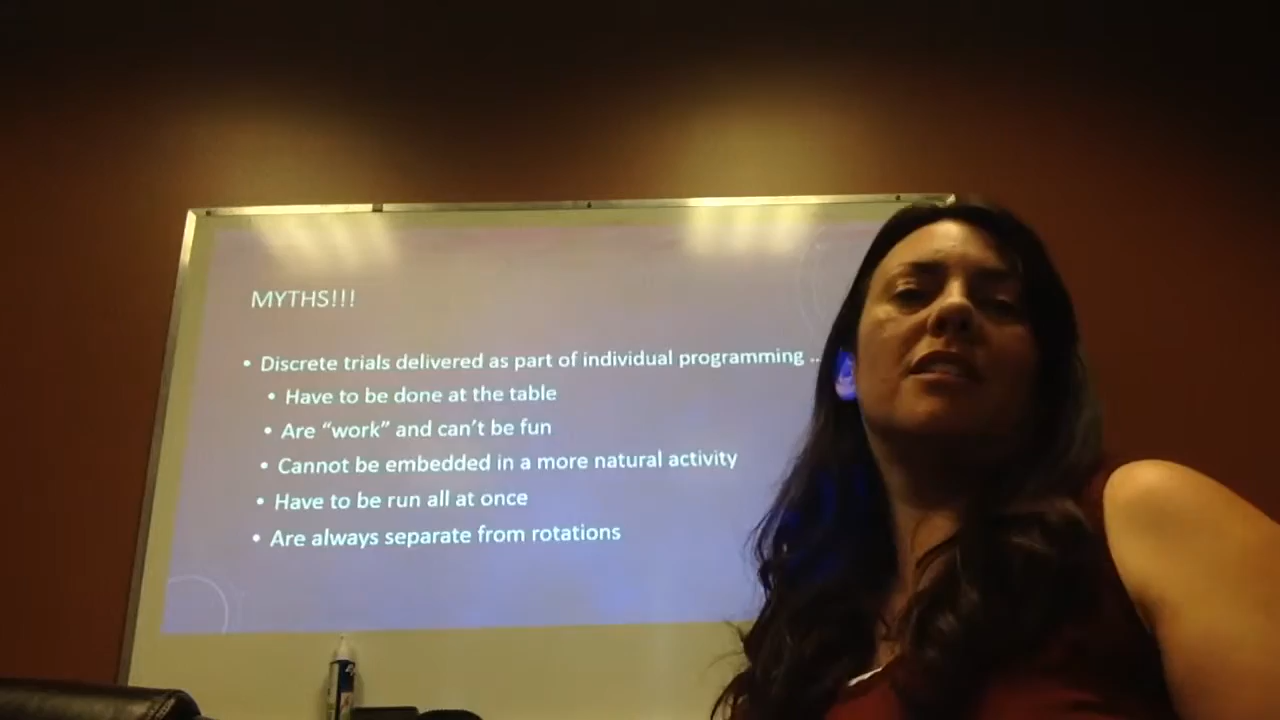 MYTHS!!!
• Discrete trials delivered as part of individual programming ..
• Have to be done at the table
• Are “work” and can’t be fun
• Cannot be embedded in a more natural activity
• Have to be run all at once
• Are always separate from rotations